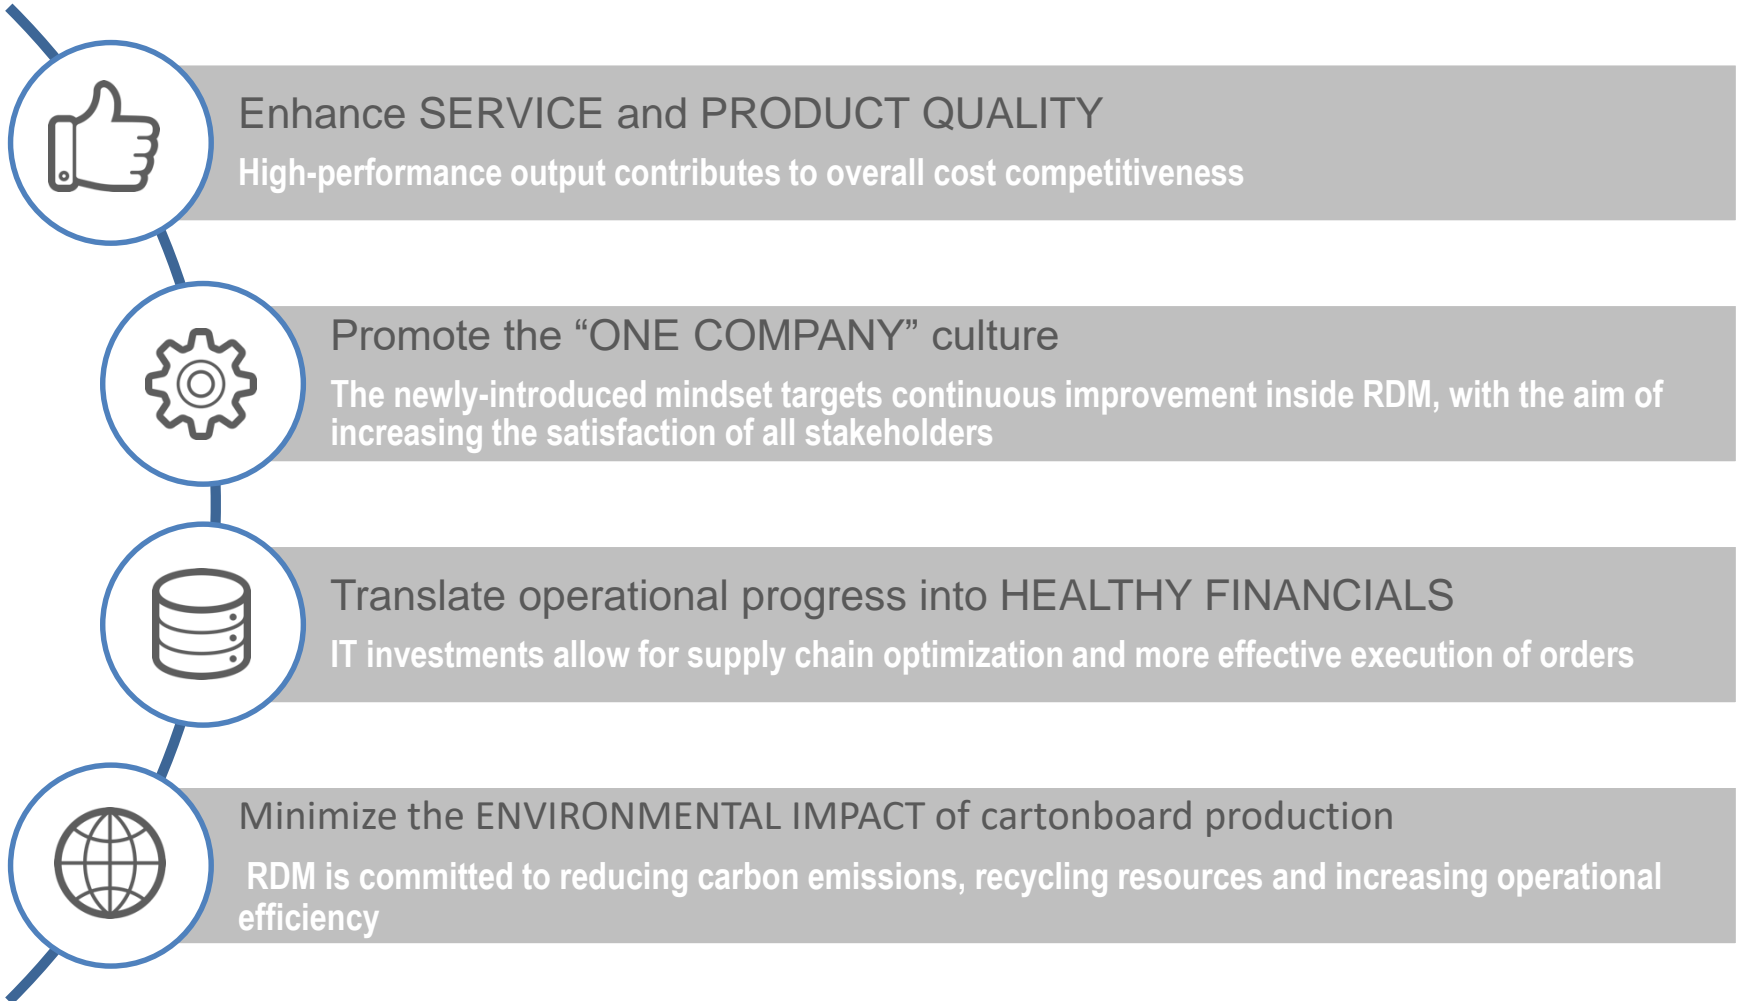 Enhance SERVICE and PRODUCT QUALITY
High-performance output contributes to overall cost competitiveness
Promote the “ONE COMPANY” culture
The newly-introduced mindset targets continuous improvement inside RDM, with the aim of
increasing the satisfaction of all stakeholders
Translate operational progress into HEALTHY FINANCIALS
IT investments allow for supply chain optimization and more effective execution of orders
Minimize the ENVIRONMENTAL IMPACT of cartonboard production
RDM is committed to reducing carbon emissions, recycling resources and increasing operational
efficiency